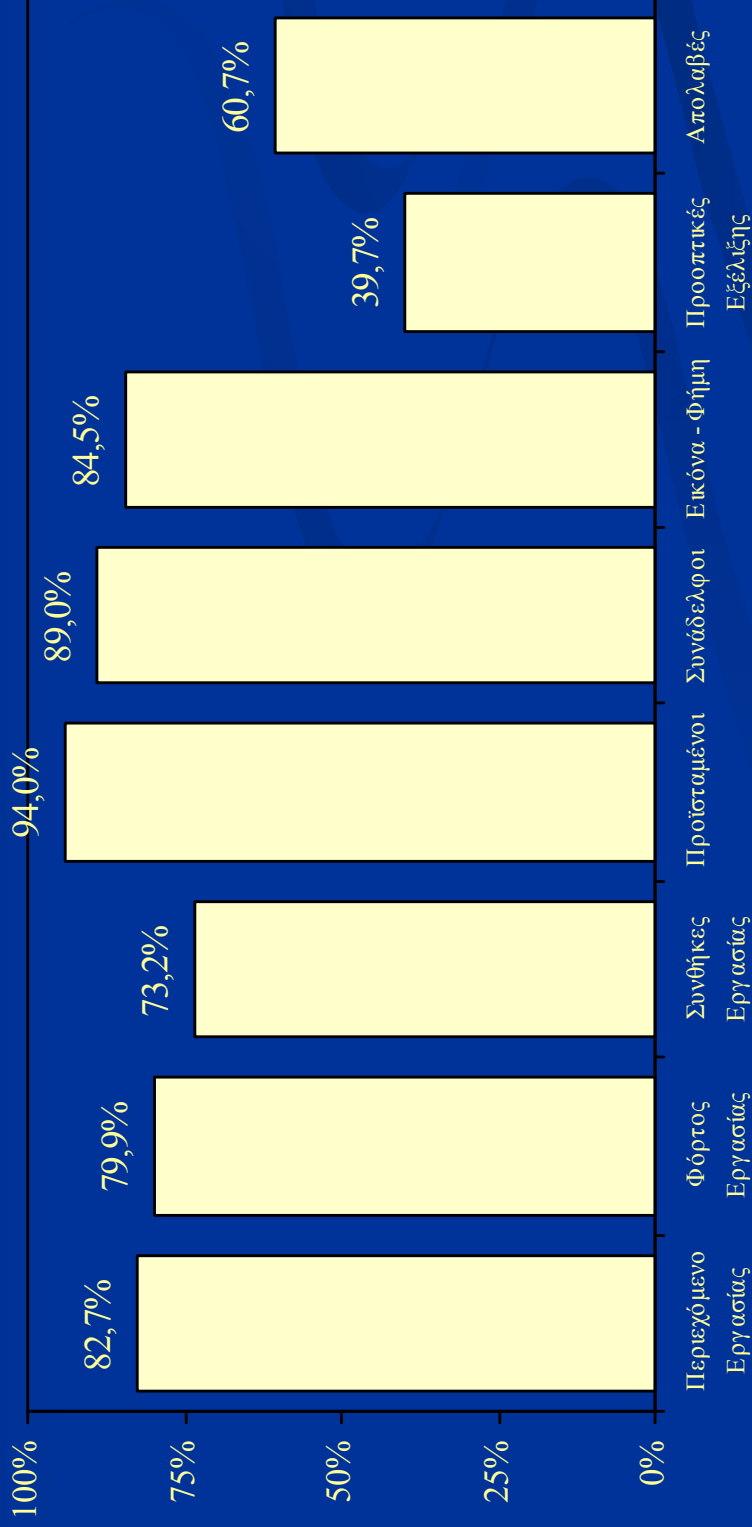 100%
75%
50%
25%
0%
82,7%
79,9%
73,2%
94,0%
89,0%
84,5%
39,7%
60,7%
Περιεχόμενο
Εργασίας
Φόρτος
Εργασίας
Συνθήκες
Εργασίας
Προϊσταμένοι
Συνάδελφοι
Εικόνα - Φήμη
Προοπτικές
Εξέλιξης
Απολαβές